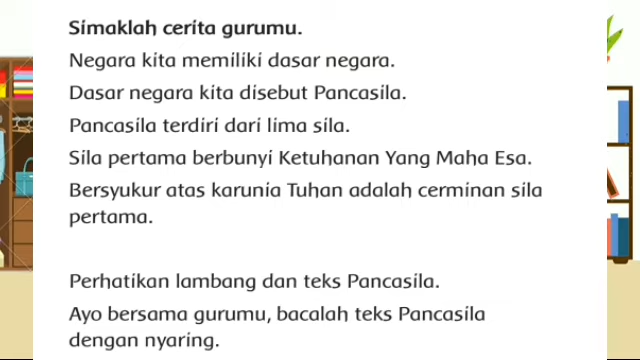 Simaklah cerita gurumu.
Negara kita memiliki dasar negara.
Dasar negara kita disebut Pancasila.
Pancasila terdiri dari lima sila.
Sila pertama berbunyi Ketuhanan Yang Maha Esa.
Bersyukur atas karunia Tuhan adalah cerminan sila
pertama.
Perhatikan lambang dan teks Pancasila.
Ayo bersama gurumu, bacalah teks Pancasila
dengan nyaring.